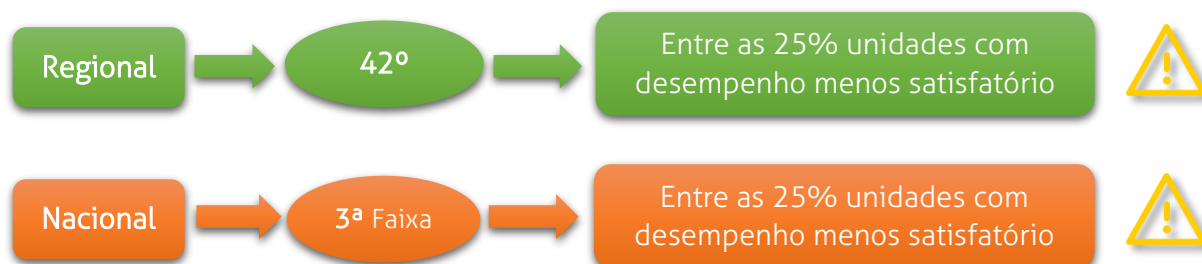 Regional
42º
Entre as 25% unidades com
desempenho menos satisfatório
Nacional
3ª Faixa
Entre as 25% unidades com
desempenho menos satisfatório